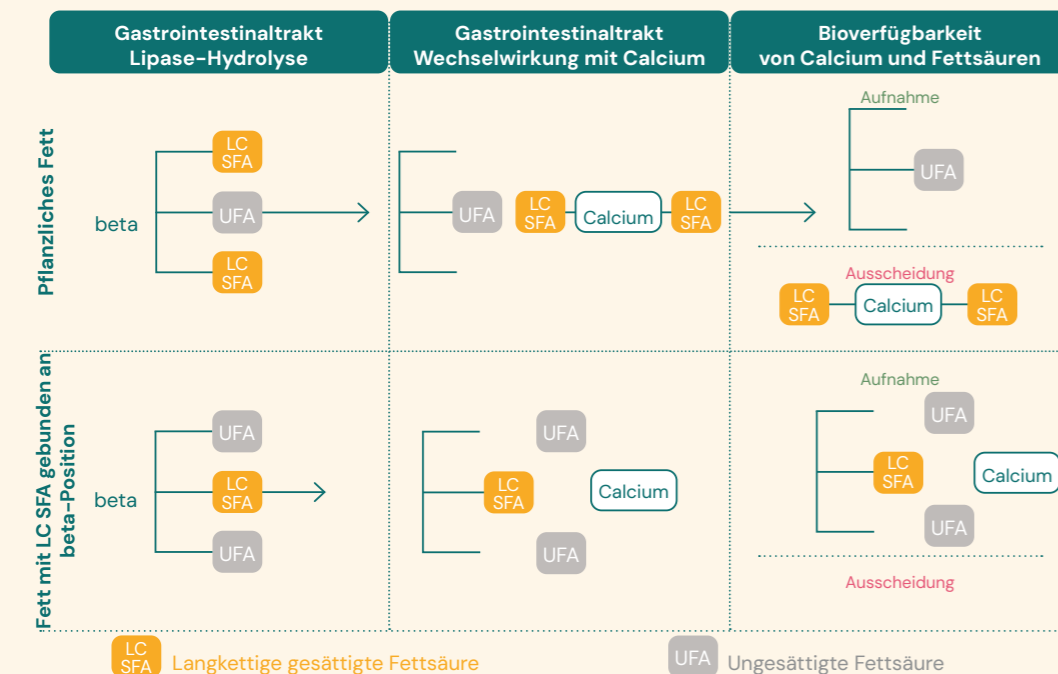 Gastrointestinaltrakt
Lipase-Hydrolyse
Gastrointestinaltrakt
Wechselwirkung mit Calcium
Bioverfügbarkeit
von Calcium und Fettsäuren
Pflanzliches Fett
beta
LC
SFA
UFA
LC
SFA
UFA
LC
SFA
Calcium
LC
SFA
Aufnahme
UFA
Ausscheidung
LC
SFA
Calcium
LC
SFA
Fett mit LC SFA gebunden an
beta-Position
beta
UFA
LC
SFA
UFA
UFA
LC
SFA
Calcium
UFA
Aufnahme
UFA
LC
SFA
Calcium
UFA
Ausscheidung
LC
SFA
Langkettige gesättigte Fettsäure
UFA
Ungesättigte Fettsäure